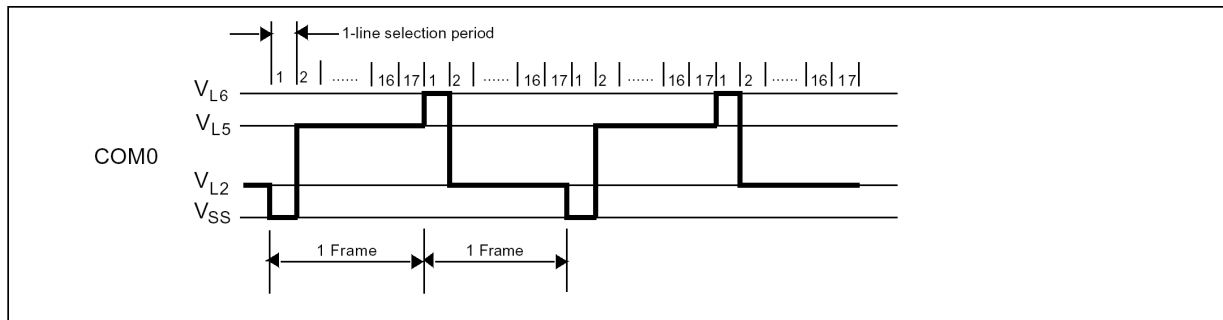 1-line selection period
1 2 ...... 16 17 1 2 ...... 16 17 1 2 ...... 16 17 1 2 ...... 16 17
VL6
VL5
COM0
VL2
VSS
1 Frame 1 Frame